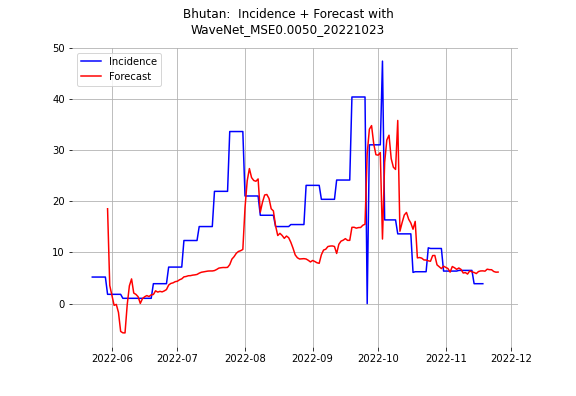 Bhutan:  Incidence + Forecast with
WaveNet_MSE0.0050_20221023
Incidence
Forecast
50
40
30
20
10
0
2022-06 2022-07 2022-08 2022-09 2022-10 2022-11 2022-12